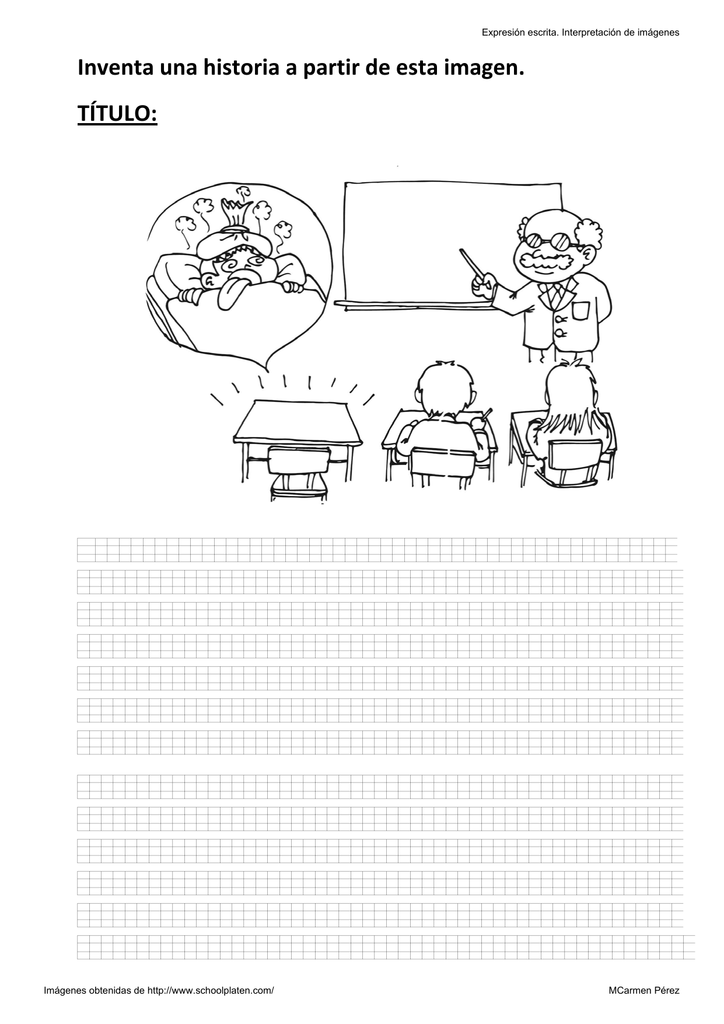 Expresión escrita. Interpretación de imágenes
Inventa una historia a partir de esta imagen.
TÍTULO:
Imágenes obtenidas de http://www.schoolplaten.com/
MCarmen Pérez